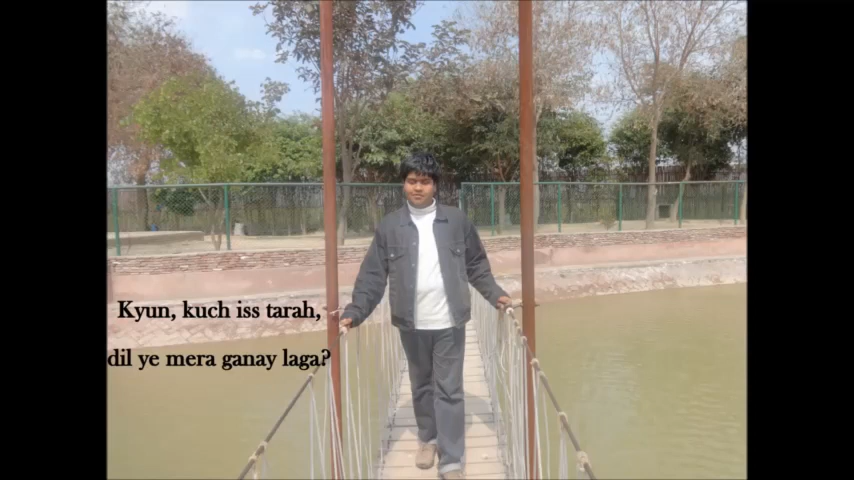 Kyun, kuch iss tarah,
dil ye mera ganay laga?